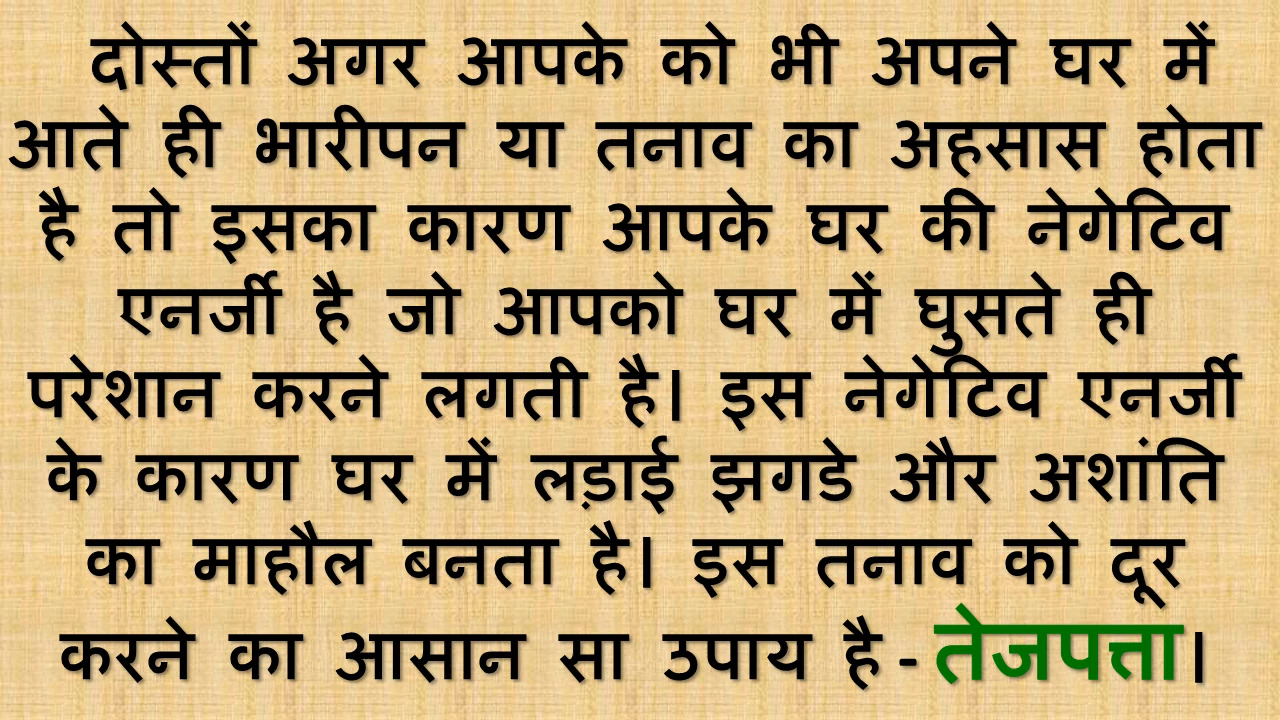 दोस्तों अगर आपके को भी अपने घर में
आते ही भारीपन या तनाव का अहसास होता
है तो इसका कारण आपके घर की नेगेटिव
एनर्जी है जो आपको घर में घुसते ही
परेशान करने लगती है। इस नेगेटिव एनर्जी
के कारण घर में लड़ाई झगडे और अशांति
का माहौल बनता है। इस तनाव को दूर
करने का आसान सा उपाय है - तेजपत्ता।